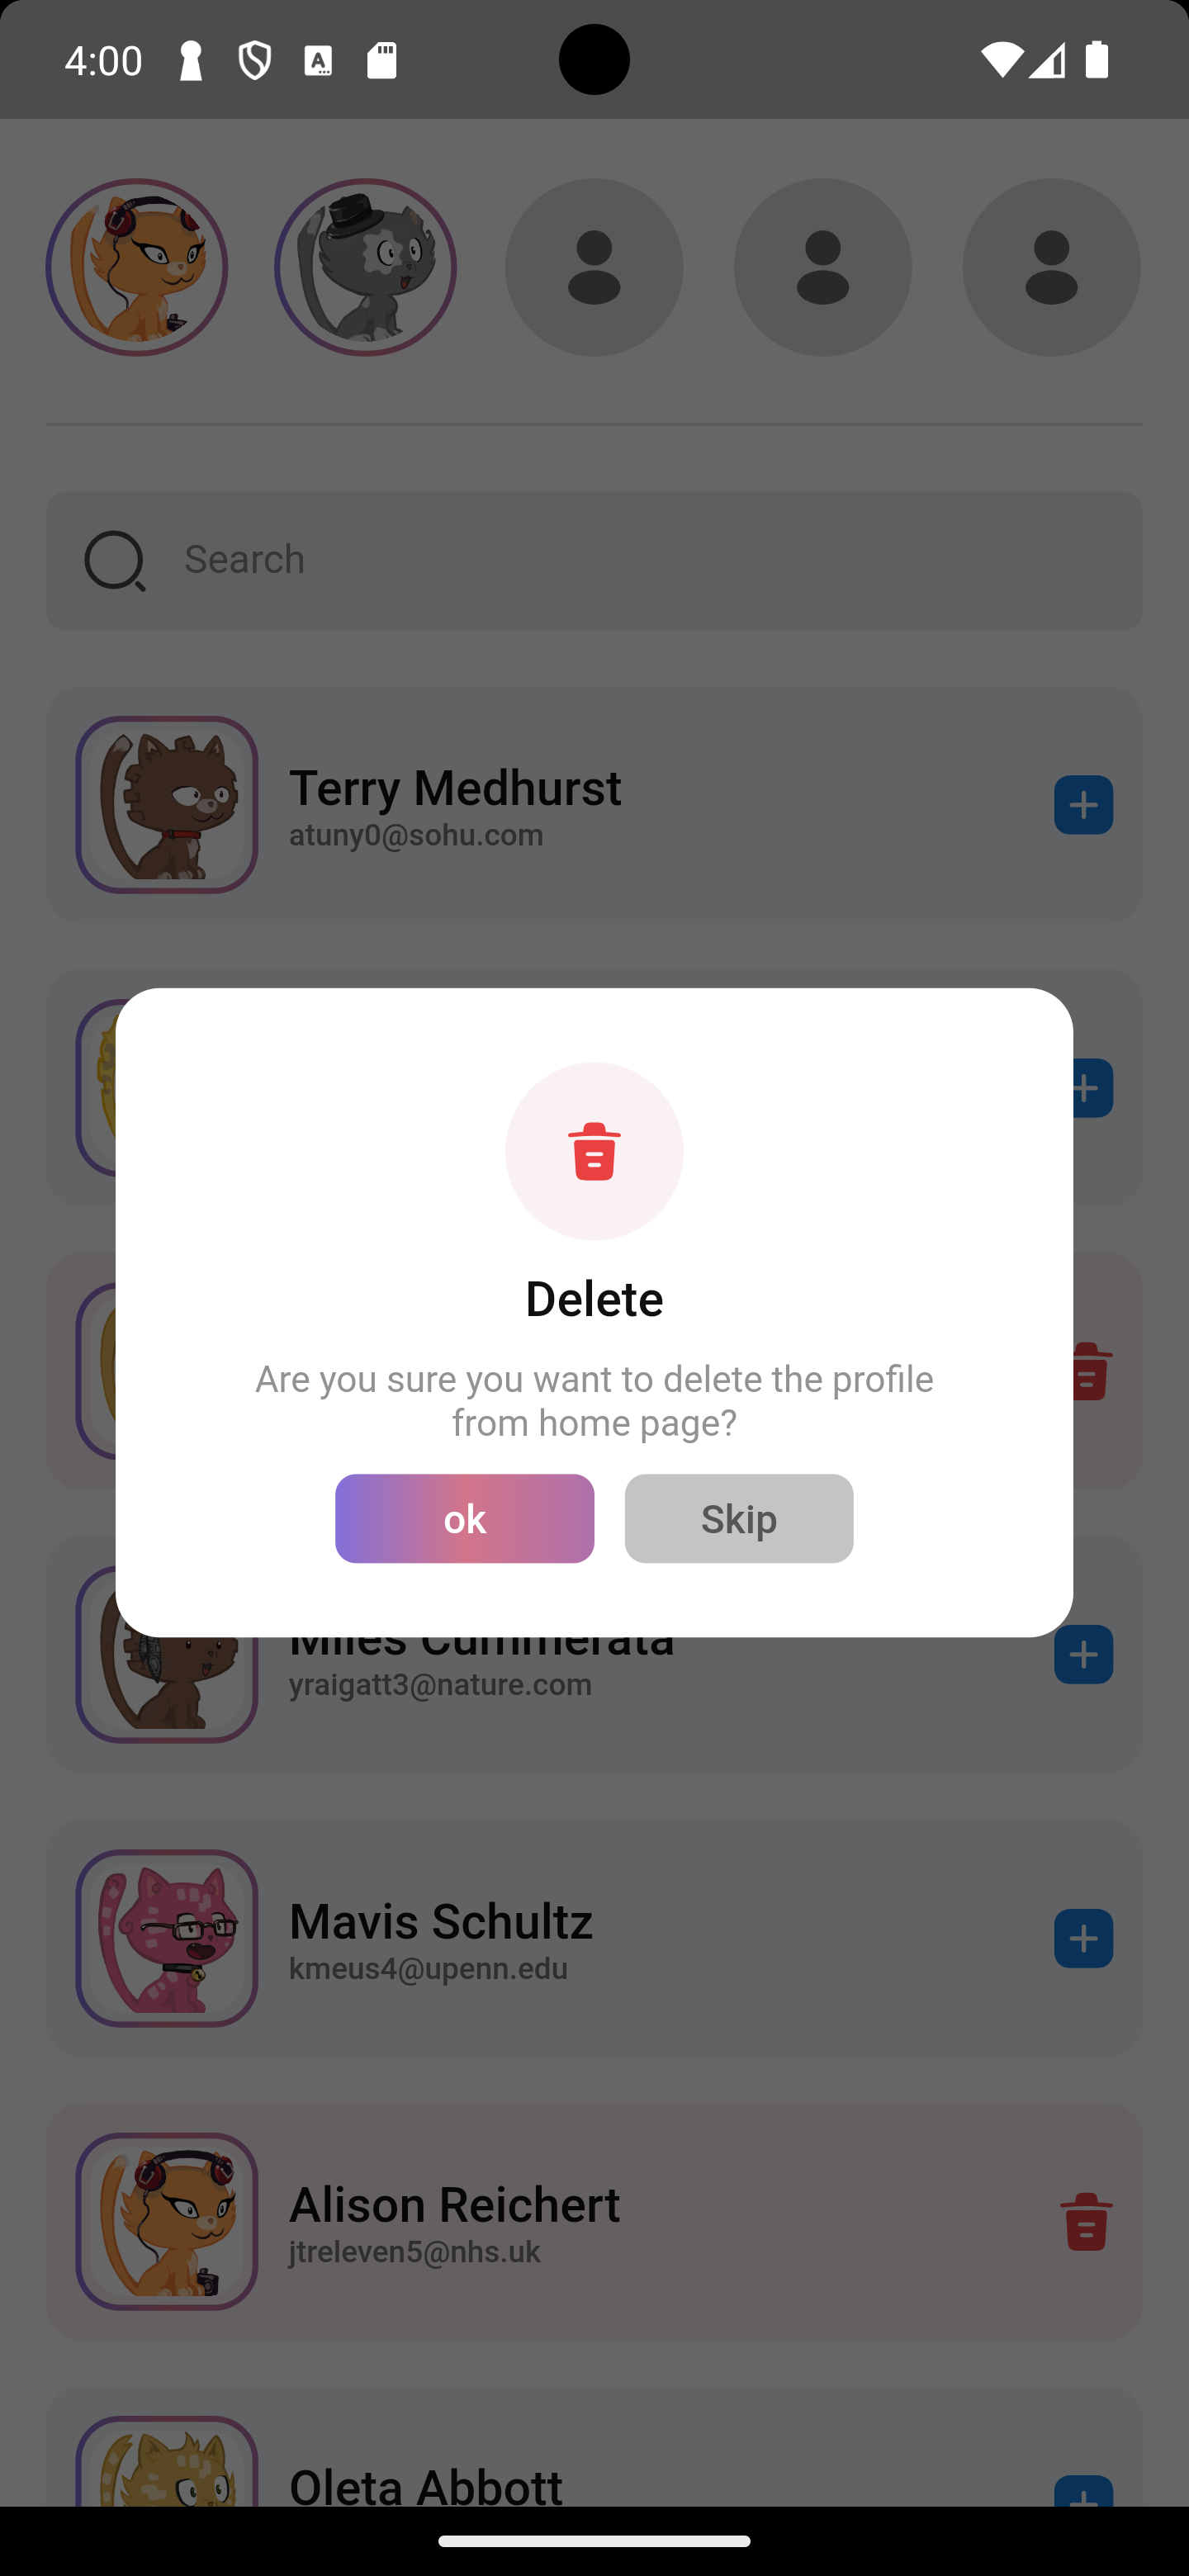 4:00
Search
Terry Medhurst
atuny0@sohu.com
Delete
Are you sure you want to delete the profile
from home page?
ok
Skip
Miles Cummerata
yraigatt3@nature.com
Mavis Schultz
kmeus4@upenn.edu
Alison Reichert
jtreleven5@nhs.uk
Oleta Abbott